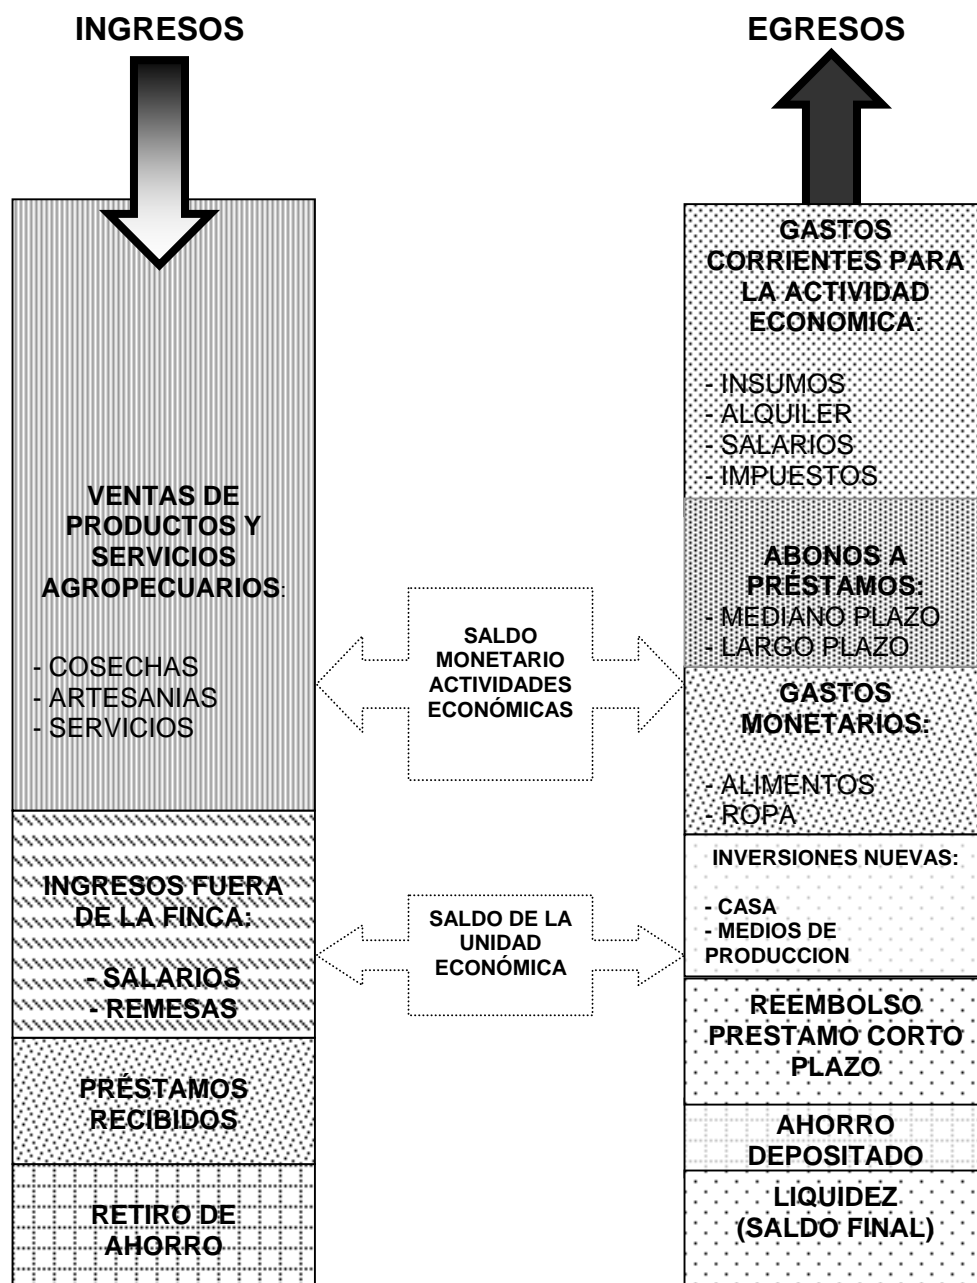 INGRESOS
EGRESOS
VENTAS DE
PRODUCTOS Y
SERVICIOS
AGROPECUARIOS:
- COSECHAS
- ARTESANIAS
- SERVICIOS
INGRESOS FUERA
DE LA FINCA:
- SALARIOS
- REMESAS
PRÉSTAMOS
RECIBIDOS
RETIRO DE
AHORRO
SALDO
MONETARIO
ACTIVIDADES
ECONÓMICAS
SALDO DE LA
UNIDAD
ECONÓMICA
GASTOS
CORRIENTES PARA
LA ACTIVIDAD
ECONOMICA:
- INSUMOS
- ALQUILER
- SALARIOS
- IMPUESTOS
ABONOS A
PRÉSTAMOS:
- MEDIANO PLAZO
- LARGO PLAZO
GASTOS
MONETARIOS:
- ALIMENTOS
- ROPA
INVERSIONES NUEVAS:
- CASA
- MEDIOS DE
PRODUCCION
REEMBOLSO
PRESTAMO CORTO
PLAZO
AHORRO
DEPOSITADO
LIQUIDEZ
(SALDO FINAL)